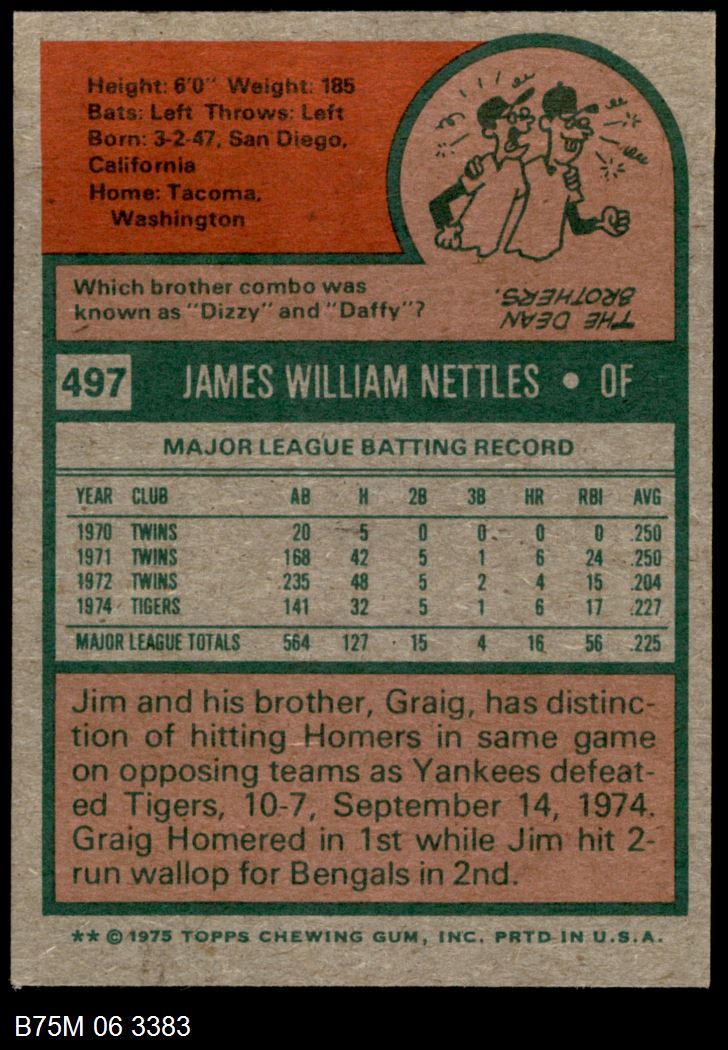 Height: 6'0" Weight: 185
Bats: Left Throws: Left
Born: 3-2-47, San Diego,
California
Home: Tacoma,
Washington
Which brother combo was
known as "Dizzy" and "Daffy"?
THE DEAN
BROTHERS.
497 JAMES WILLIAM NETTLES • OF
MAJOR LEAGUE BATTING RECORD
YEAR CLUB AB H 2B 3B HR RBI AVG
1970 TWINS 20 5 0 0 0 0 .250
1971 TWINS 168 42 5 1 6 24 .250
1972 TWINS 235 48 5 2 4 15 .204
1974 TIGERS 141 32 5 1 6 17 .227
MAJOR LEAGUE TOTALS 564 127 15 4 16 56 .225
Jim and his brother, Graig, has distinc-
tion of hitting Homers in same game
on opposing teams as Yankees defeat-
ed Tigers, 10-7, September 14, 1974.
Graig Homered in 1st while Jim hit 2-
run wallop for Bengals in 2nd.
** © 1975 TOPPS CHEWING GUM, INC. PRTD IN U.S.A.
B75M 06 3383